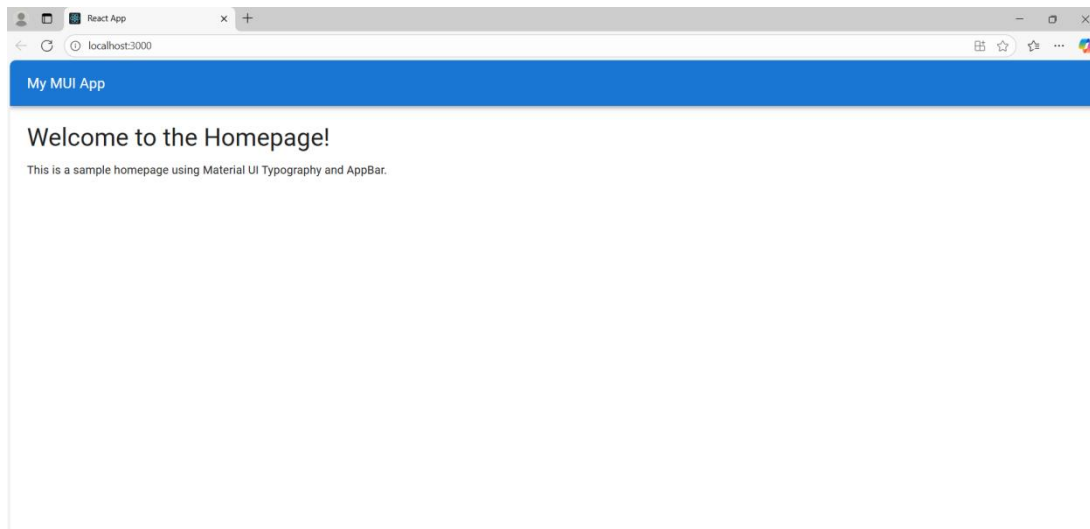 React App
localhost:3000
My MUI App
Welcome to the Homepage!
This is a sample homepage using Material UI Typography and AppBar.